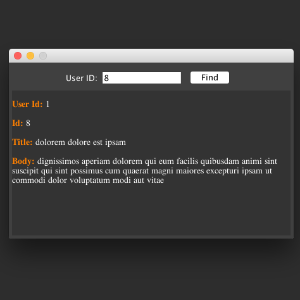 User ID: 8 Find
User Id: 1
Id: 8
Title: dolorem dolore est ipsam
Body: dignissimos aperiam dolorem qui eum facilis quibusdam animi sint
suscipit qui sint possimus cum quaerat magni maiores excepturi ipsam ut
commodi dolor voluptatum modi aut vitae